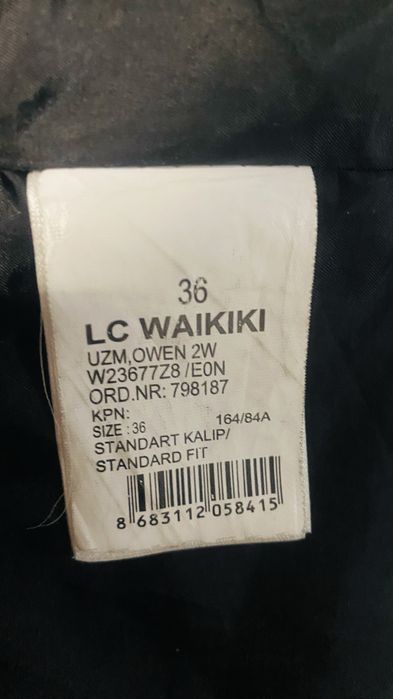 36
LC WAIKIKI
UZM,OWEN 2W
W23677Z8 /E0N
ORD.NR: 798187
KPN:
SIZE :36 164/84A
STANDART KALIP/
STANDARD FIT
8 683112 058415